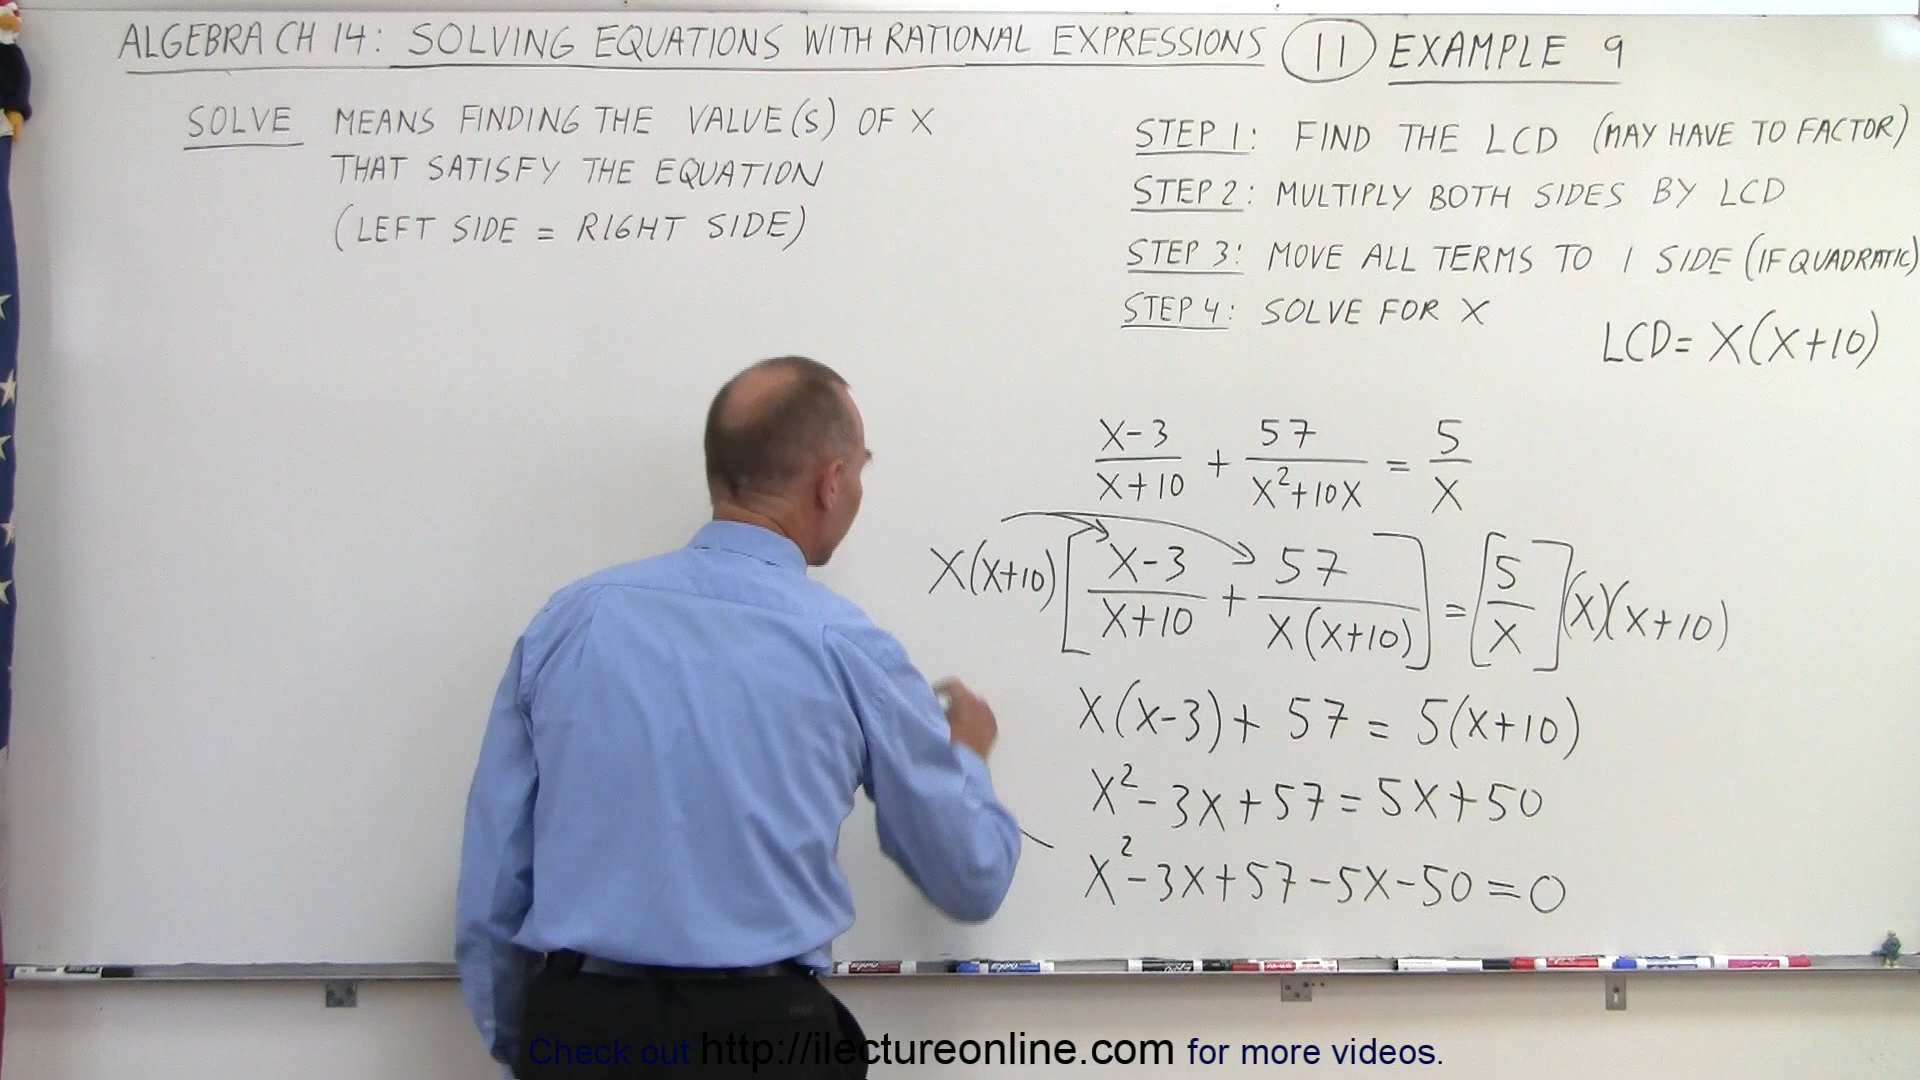 ALGEBRA CH 14: SOLVING EQUATIONS WITH RATIONAL EXPRESSIONS (11) EXAMPLE 9
SOLVE MEANS FINDING THE VALUE(S) OF X
THAT SATISFY THE EQUATION
(LEFT SIDE = RIGHT SIDE)
STEP 1: FIND THE LCD (MAY HAVE TO FACTOR)
STEP 2: MULTIPLY BOTH SIDES BY LCD
STEP 3: MOVE ALL TERMS TO 1 SIDE (IF QUADRATIC)
STEP 4: SOLVE FOR X
LCD = X(X+10)
(X-3)/(X+10) + 57/(X²+10X) = 5/X
X(X+10)[(X-3)/(X+10) + 57/(X(X+10))] = [5/X](X)(X+10)
X(X-3) + 57 = 5(X+10)
X² - 3X + 57 = 5X + 50
X² - 3X + 57 - 5X - 50 = 0
Check out http://ilectureonline.com for more videos.